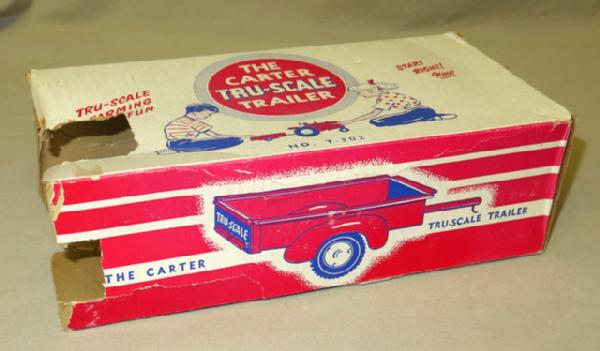 THE
CARTER
TRU-SCALE
TRAILER
TRU-SCALE
FARMING
FUN
START
RIGHT!
Now!
NO. T-302
TRU-SCALE
THE CARTER
TRU-SCALE TRAILER